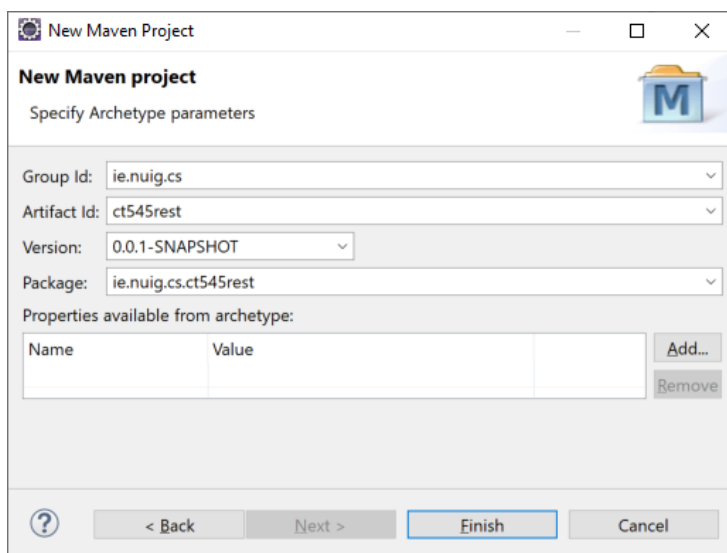 New Maven Project
New Maven project
Specify Archetype parameters
M
Group Id: ie.nuig.cs
Artifact Id: ct545rest
Version: 0.0.1-SNAPSHOT
Package: ie.nuig.cs.ct545rest
Properties available from archetype:
Name Value Add...
Remove
? < Back Next > Finish Cancel